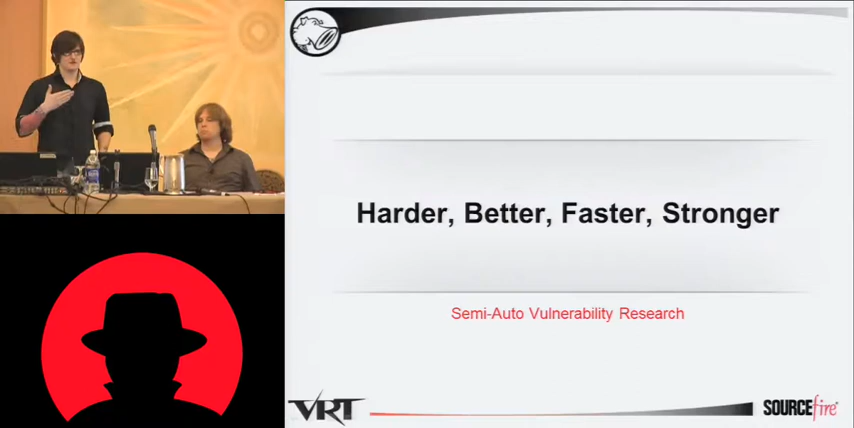 Harder, Better, Faster, Stronger
Semi-Auto Vulnerability Research
VRT
SOURCEfire